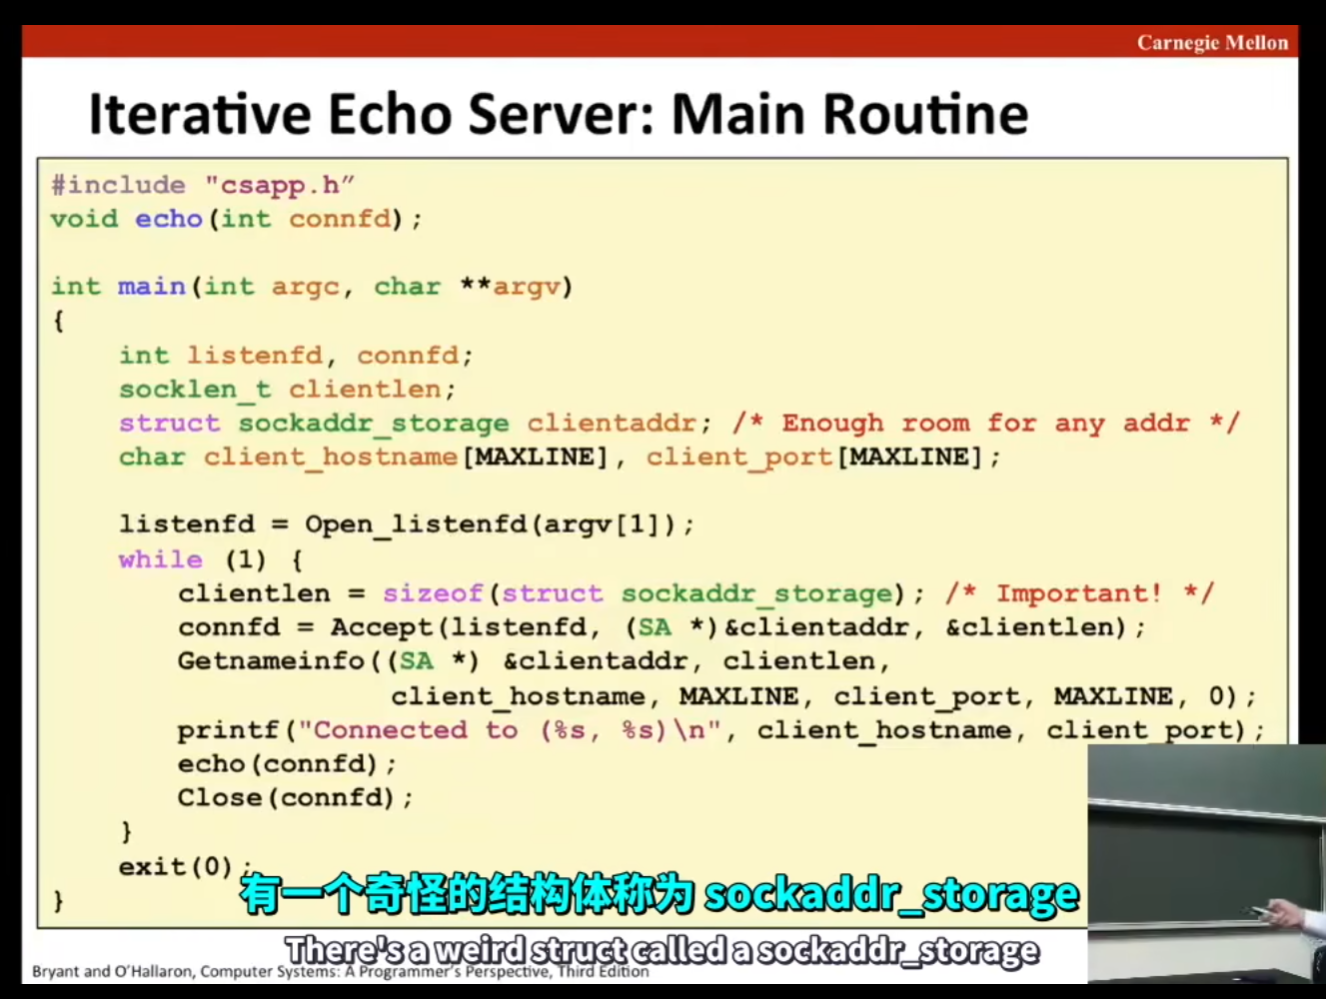 Carnegie Mellon
Iterative Echo Server: Main Routine
#include "csapp.h”
void echo(int connfd);
int main(int argc, char **argv)
{
    int listenfd, connfd;
    socklen_t clientlen;
    struct sockaddr_storage clientaddr; /* Enough room for any addr */
    char client_hostname[MAXLINE], client_port[MAXLINE];
    listenfd = Open_listenfd(argv[1]);
    while (1) {
        clientlen = sizeof(struct sockaddr_storage); /* Important! */
        connfd = Accept(listenfd, (SA *)&clientaddr, &clientlen);
        Getnameinfo((SA *) &clientaddr, clientlen,
                    client_hostname, MAXLINE, client_port, MAXLINE, 0);
        printf("Connected to (%s, %s)\n", client_hostname, client_port);
        echo(connfd);
        Close(connfd);
    }
    exit(0);
}
有一个奇怪的结构体称为 sockaddr_storage
There's a weird struct called a sockaddr_storage
Bryant and O’Hallaron, Computer Systems: A Programmer’s Perspective, Third Edition